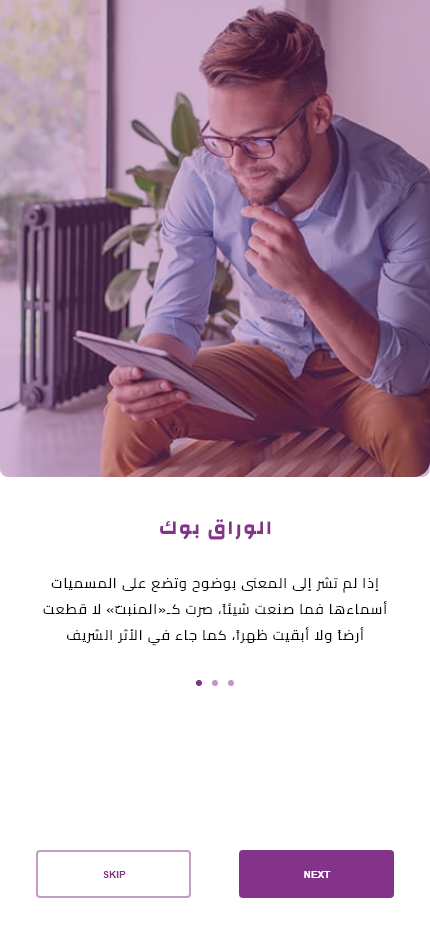 الوراق بوك
إذا لم تشر إلى المعنى بوضوح وتضع على المسميات
أسماءها فما صنعت شيئاً، صرت كـ«المنبتّ» لا قطعت
أرضاً ولا أبقيت ظهراً، كما جاء في الأثر الشريف
SKIP
NEXT